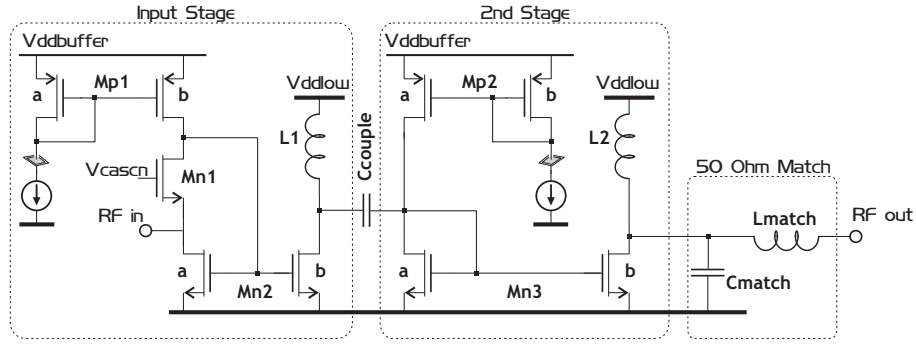 Input Stage
2nd Stage
Vddbuffer
Vddbuffer
Mp1
a
b
Vddlow
Mp2
a
b
Vddlow
L1
Ccouple
L2
Vcascn
Mn1
50 Ohm Match
RF in
Lmatch
RF out
a
b
Mn2
a
b
Mn3
Cmatch